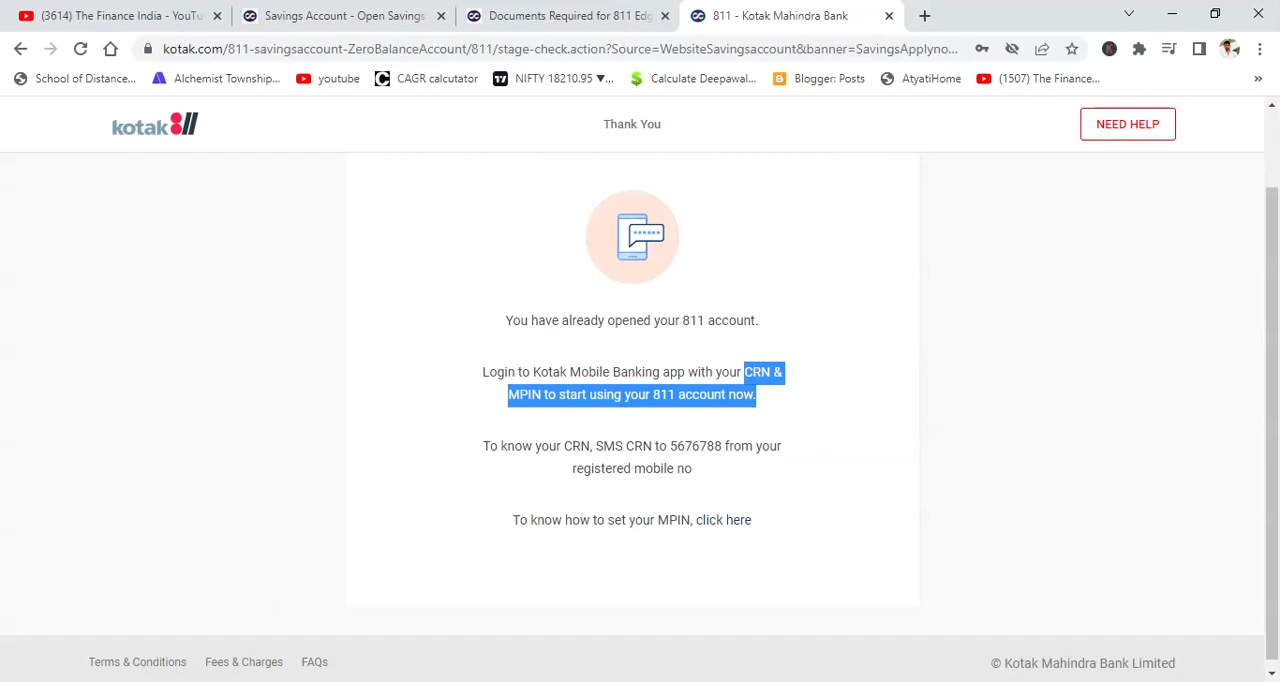 (3614) The Finance India - YouTu
Savings Account - Open Savings
Documents Required for 811 Edg
811 - Kotak Mahindra Bank
kotak.com/811-savingsaccount-ZeroBalanceAccount/811/stage-check.action?Source=WebsiteSavingsaccount&banner=SavingsApplyno...
School of Distance...
Alchemist Township...
youtube
CAGR calcutator
NIFTY 18210.95 ▼...
Calculate Deepawal...
Blogger: Posts
AtyatiHome
(1507) The Finance...
»
kotak 811
Thank You
NEED HELP
You have already opened your 811 account.
Login to Kotak Mobile Banking app with your CRN &
MPIN to start using your 811 account now.
To know your CRN, SMS CRN to 5676788 from your
registered mobile no
To know how to set your MPIN, click here
Terms & Conditions
Fees & Charges
FAQs
© Kotak Mahindra Bank Limited